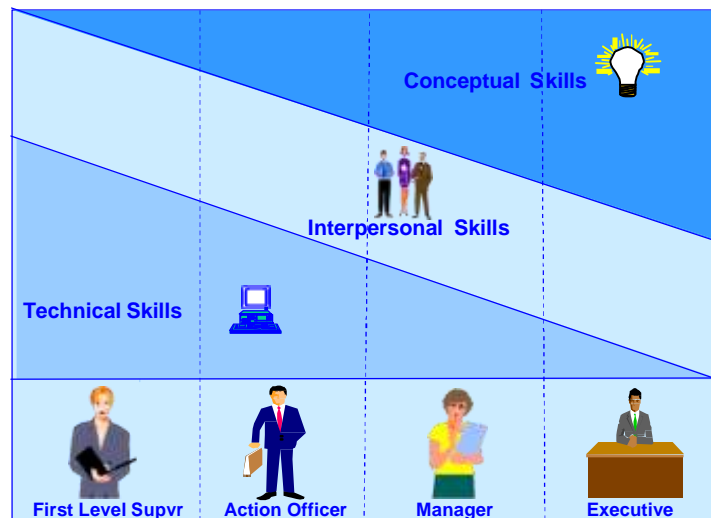 Conceptual Skills
Interpersonal Skills
Technical Skills
First Level Supvr
Action Officer
Manager
Executive